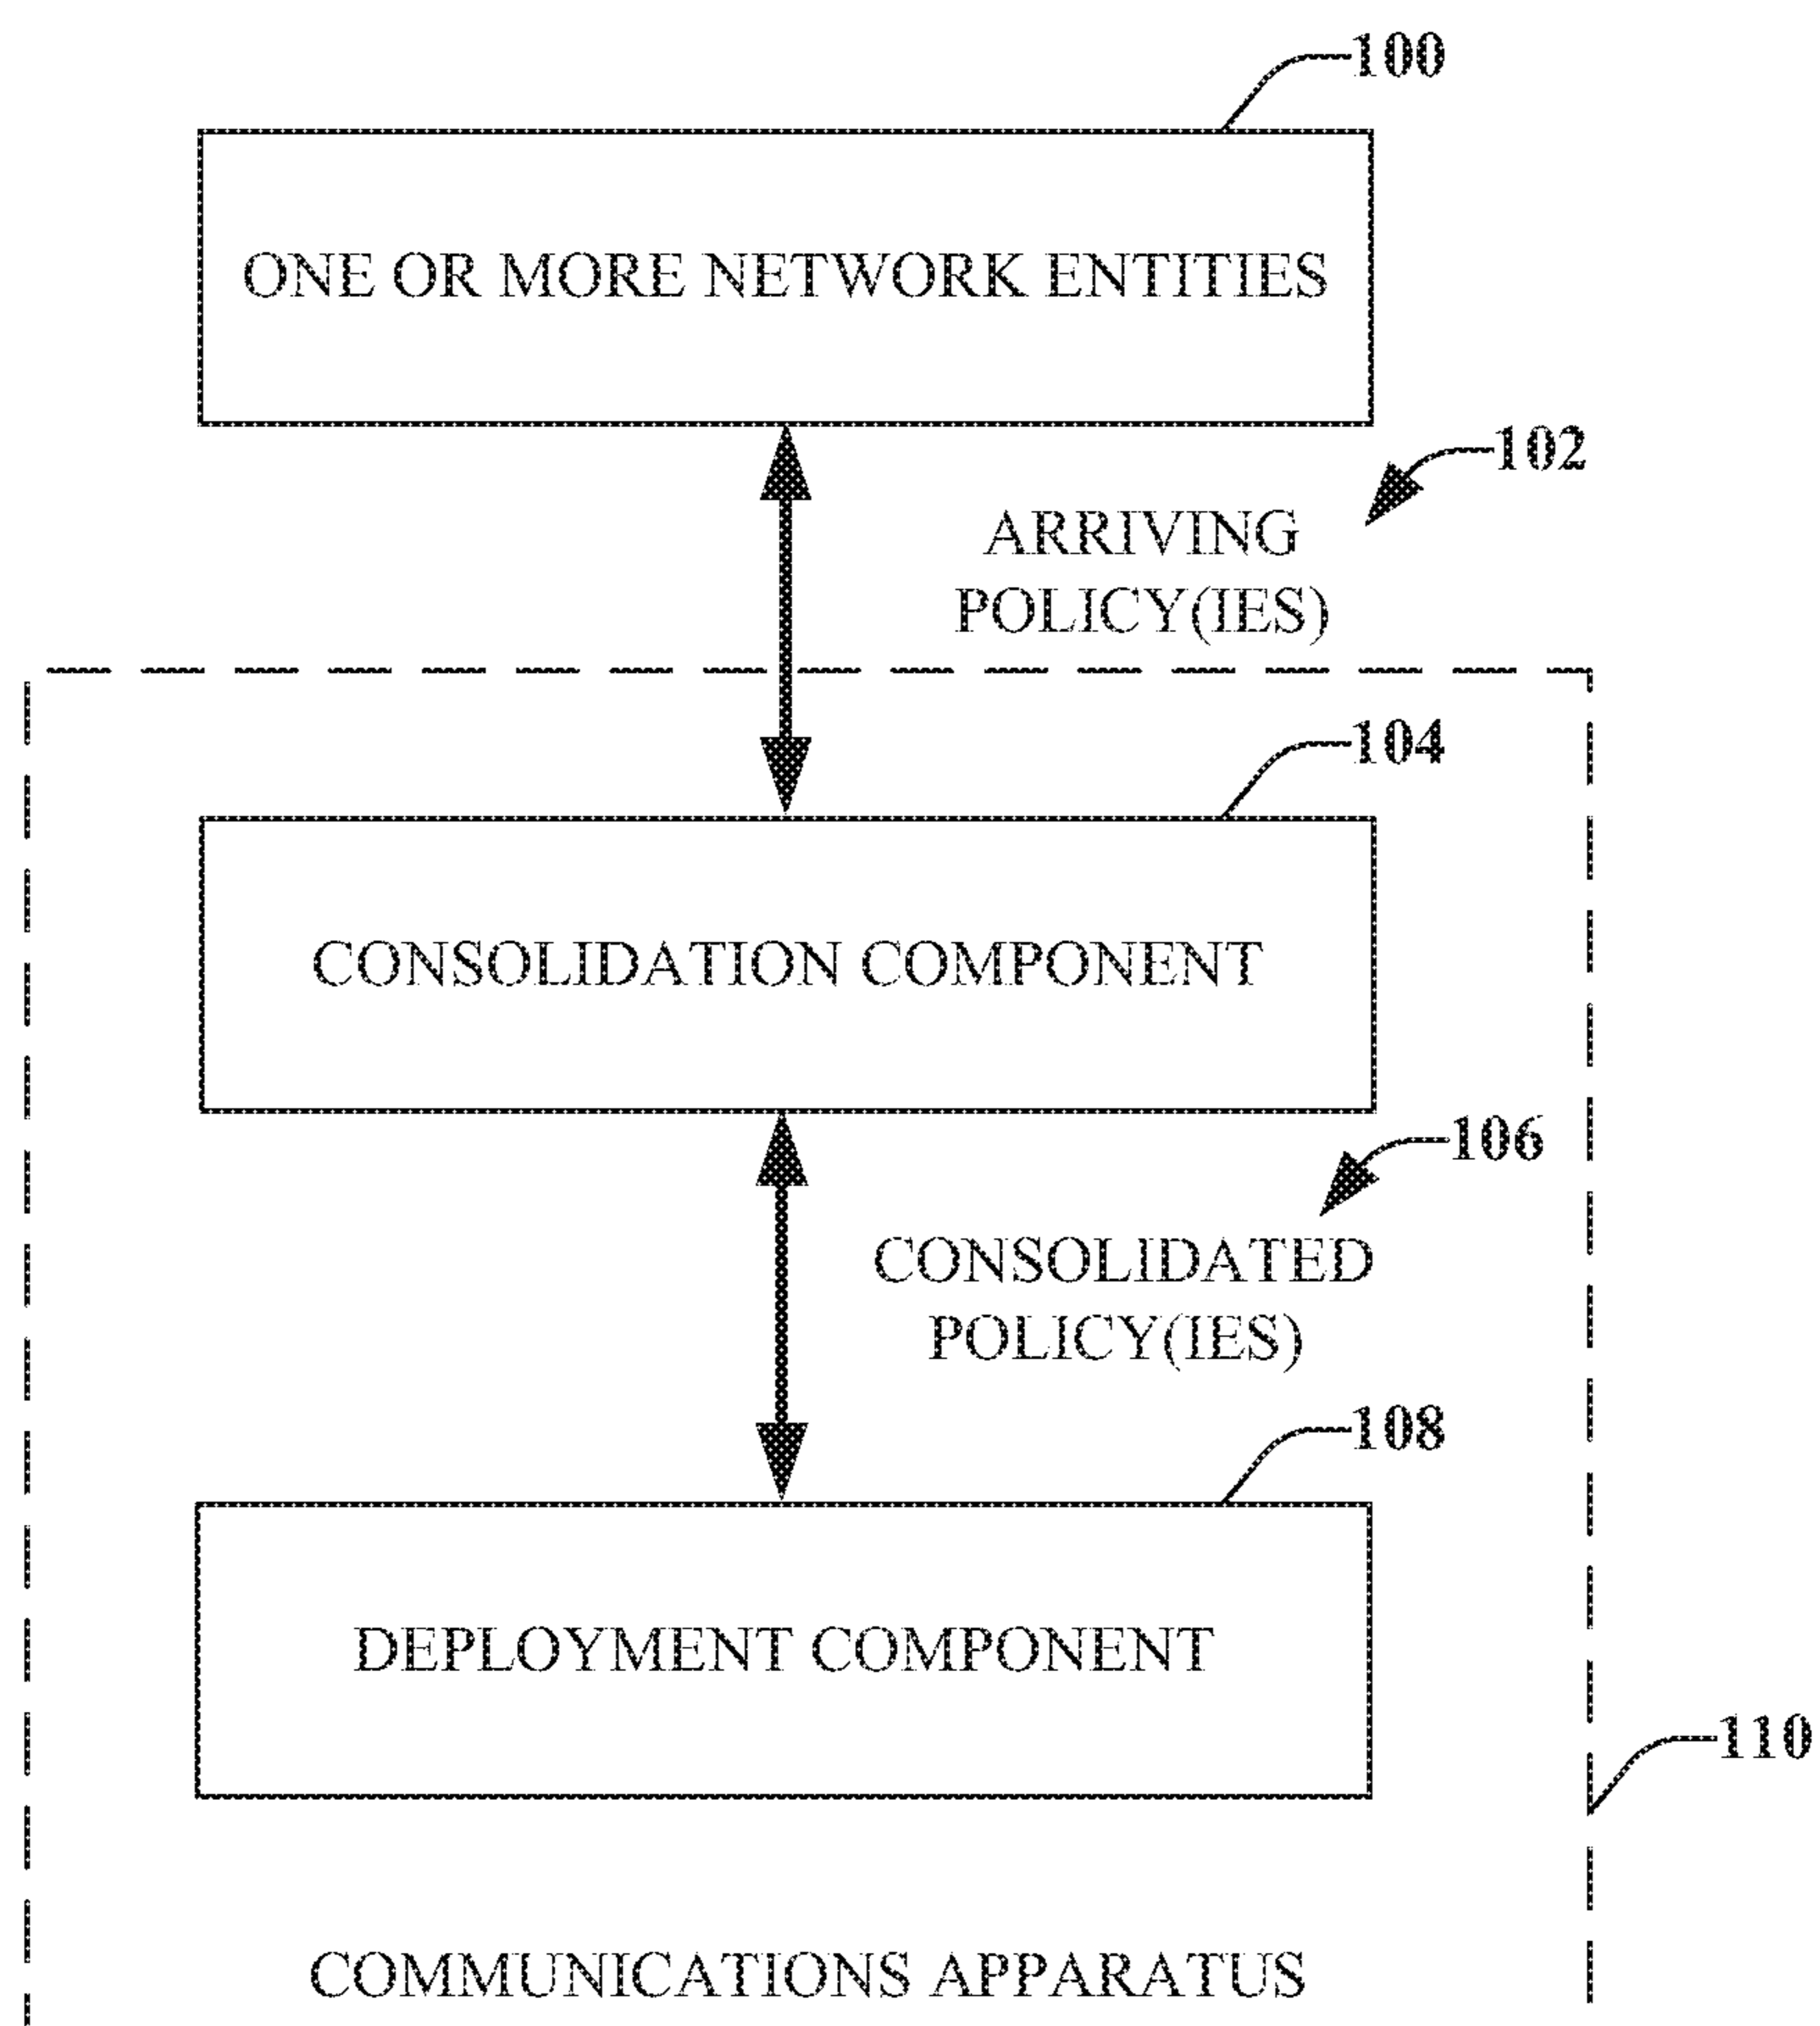 100
ONE OR MORE NETWORK ENTITIES
102
ARRIVING
POLICY(IES)
104
CONSOLIDATION COMPONENT
106
CONSOLIDATED
POLICY(IES)
108
DEPLOYMENT COMPONENT
110
COMMUNICATIONS APPARATUS